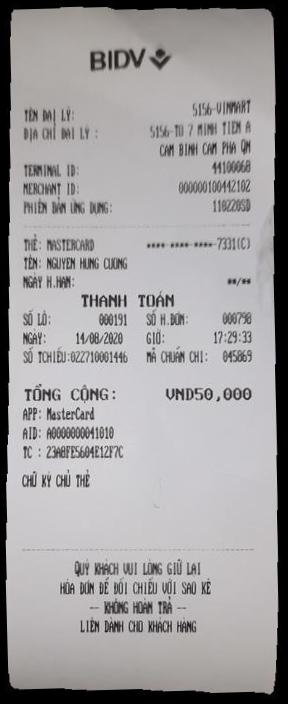 BIDV
TÊN ĐẠI LÝ: 5156-VINMART
ĐỊA CHỈ ĐẠI LÝ : 5156-TO 7 MINH TIEN A
CAM BINH CAM PHA QN
TERMINAL ID: 44100068
MERCHANT ID: 000000100442102
PHIÊN BẢN ỨNG DỤNG: 110220SD
THẺ: MASTERCARD **** **** ****-7331(C)
TÊN: NGUYEN HUNG CUONG
NGÀY H.HẠN: **/**
THANH TOÁN
SỐ LÔ: 000191 SỐ H.ĐƠN: 000798
NGÀY: 14/08/2020 GIỜ: 17:29:33
SỐ TCHIẾU:022710001446 MÃ CHUẨN CHI: 045869
TỔNG CỘNG: VND50,000
APP: MasterCard
AID: A0000000041010
TC : 23A8FE5604E12F7C
CHỮ KÝ CHỦ THẺ
QUÝ KHÁCH VUI LÒNG GIỮ LẠI
HÓA ĐƠN ĐỂ ĐỐI CHIẾU VỚI SAO KÊ
-- KHÔNG HOÀN TRẢ --
LIÊN DÀNH CHO KHÁCH HÀNG